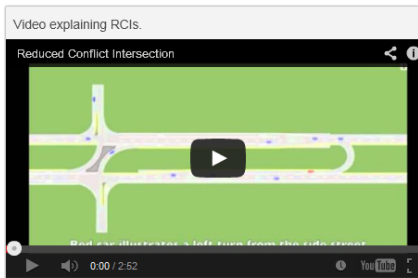 Video explaining RCIs.
Reduced Conflict Intersection
Red car illustrates a left turn from the side street
0:00 / 2:52
YouTube